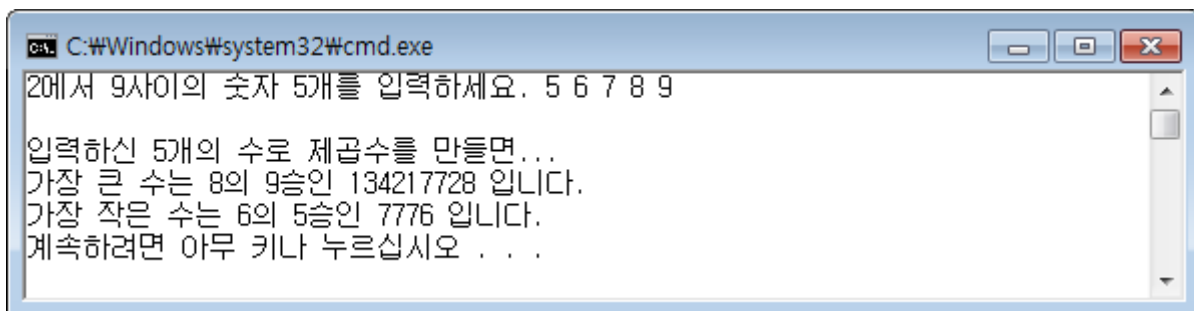 C:₩Windows₩system32₩cmd.exe
2에서 9사이의 숫자 5개를 입력하세요. 5 6 7 8 9
입력하신 5개의 수로 제곱수를 만들면...
가장 큰 수는 8의 9승인 134217728 입니다.
가장 작은 수는 6의 5승인 7776 입니다.
계속하려면 아무 키나 누르십시오 . . .